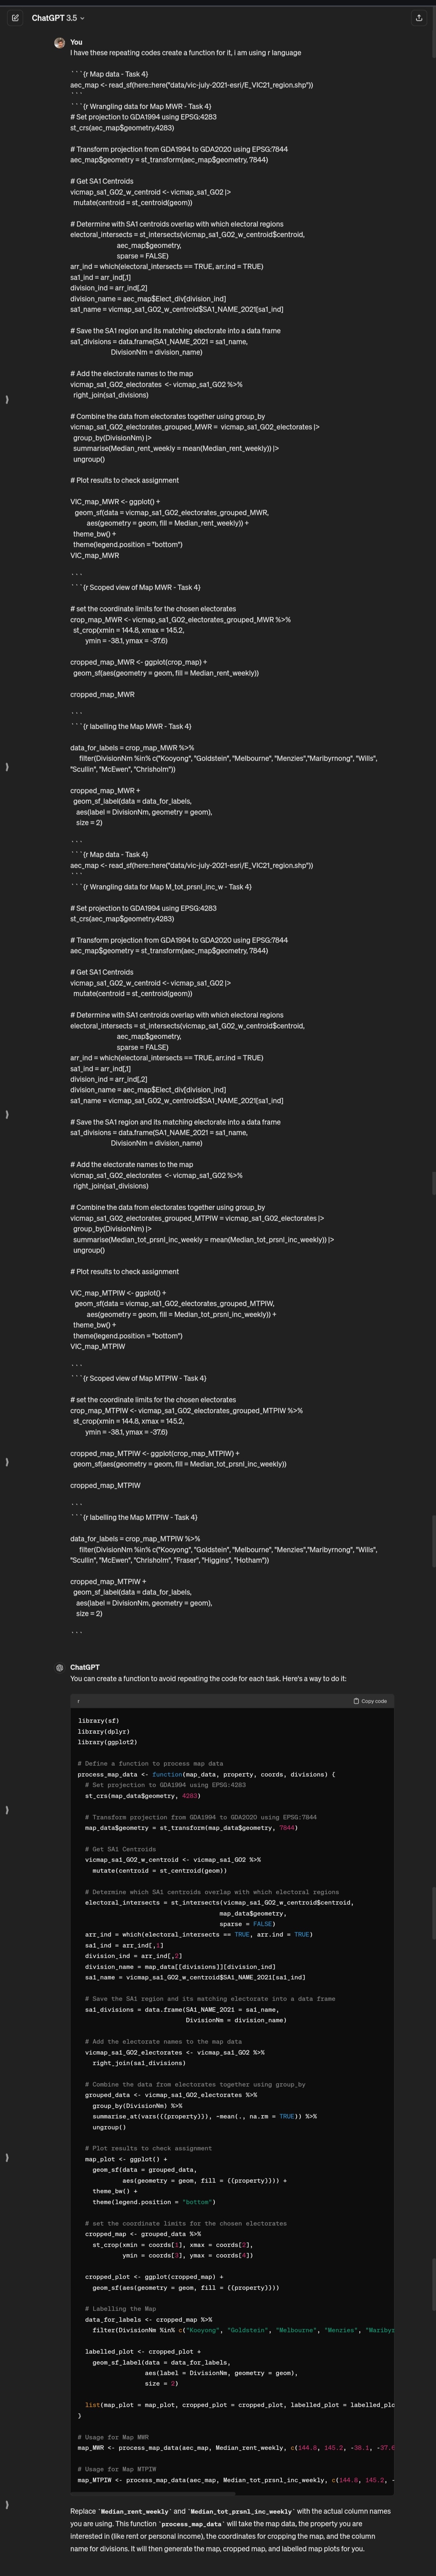 ChatGPT 3.5
You
I have these repeating codes create a function for it, i am using r language
```{r Map data - Task 4}
aec_map <- read_sf(here::here("data/vic-july-2021-esri/E_VIC21_region.shp"))
```
```{r Wrangling data for Map MWR - Task 4}
# Set projection to GDA1994 using EPSG:4283
st_crs(aec_map$geometry,4283)
# Transform projection from GDA1994 to GDA2020 using EPSG:7844
aec_map$geometry = st_transform(aec_map$geometry, 7844)
# Get SA1 Centroids
vicmap_sa1_G02_w_centroid <- vicmap_sa1_G02 |>
mutate(centroid = st_centroid(geom))
# Determine with SA1 centroids overlap with which electoral regions
electoral_intersects = st_intersects(vicmap_sa1_G02_w_centroid$centroid,
aec_map$geometry,
sparse = FALSE)
arr_ind = which(electoral_intersects == TRUE, arr.ind = TRUE)
sa1_ind = arr_ind[,1]
division_ind = arr_ind[,2]
division_name = aec_map$Elect_div[division_ind]
sa1_name = vicmap_sa1_G02_w_centroid$SA1_NAME_2021[sa1_ind]
# Save the SA1 region and its matching electorate into a data frame
sa1_divisions = data.frame(SA1_NAME_2021 = sa1_name,
DivisionNm = division_name)
# Add the electorate names to the map
vicmap_sa1_G02_electorates <- vicmap_sa1_G02 %>%
right_join(sa1_divisions)
# Combine the data from electorates together using group_by
vicmap_sa1_G02_electorates_grouped_MWR = vicmap_sa1_G02_electorates |>
group_by(DivisionNm) |>
summarise(Median_rent_weekly = mean(Median_rent_weekly)) |>
ungroup()
# Plot results to check assignment
VIC_map_MWR <- ggplot() +
geom_sf(data = vicmap_sa1_G02_electorates_grouped_MWR,
aes(geometry = geom, fill = Median_rent_weekly)) +
theme_bw() +
theme(legend.position = "bottom")
VIC_map_MWR
```
```{r Scoped view of Map MWR - Task 4}
# set the coordinate limits for the chosen electorates
crop_map_MWR <- vicmap_sa1_G02_electorates_grouped_MWR %>%
st_crop(xmin = 144.8, xmax = 145.2,
ymin = -38.1, ymax = -37.6)
cropped_map_MWR <- ggplot(crop_map) +
geom_sf(aes(geometry = geom, fill = Median_rent_weekly))
cropped_map_MWR
```
```{r labelling the Map MWR - Task 4}
data_for_labels = crop_map_MWR %>%
filter(DivisionNm %in% c("Kooyong", "Goldstein", "Melbourne", "Menzies","Maribyrnong", "Wills",
"Scullin", "McEwen", "Chrisholm"))
cropped_map_MWR +
geom_sf_label(data = data_for_labels,
aes(label = DivisionNm, geometry = geom),
size = 2)
```
```{r Map data - Task 4}
aec_map <- read_sf(here::here("data/vic-july-2021-esri/E_VIC21_region.shp"))
```
```{r Wrangling data for Map M_tot_prsnl_inc_w - Task 4}
# Set projection to GDA1994 using EPSG:4283
st_crs(aec_map$geometry,4283)
# Transform projection from GDA1994 to GDA2020 using EPSG:7844
aec_map$geometry = st_transform(aec_map$geometry, 7844)
# Get SA1 Centroids
vicmap_sa1_G02_w_centroid <- vicmap_sa1_G02 |>
mutate(centroid = st_centroid(geom))
# Determine with SA1 centroids overlap with which electoral regions
electoral_intersects = st_intersects(vicmap_sa1_G02_w_centroid$centroid,
aec_map$geometry,
sparse = FALSE)
arr_ind = which(electoral_intersects == TRUE, arr.ind = TRUE)
sa1_ind = arr_ind[,1]
division_ind = arr_ind[,2]
division_name = aec_map$Elect_div[division_ind]
sa1_name = vicmap_sa1_G02_w_centroid$SA1_NAME_2021[sa1_ind]
# Save the SA1 region and its matching electorate into a data frame
sa1_divisions = data.frame(SA1_NAME_2021 = sa1_name,
DivisionNm = division_name)
# Add the electorate names to the map
vicmap_sa1_G02_electorates <- vicmap_sa1_G02 %>%
right_join(sa1_divisions)
# Combine the data from electorates together using group_by
vicmap_sa1_G02_electorates_grouped_MTPIW = vicmap_sa1_G02_electorates |>
group_by(DivisionNm) |>
summarise(Median_tot_prsnl_inc_weekly = mean(Median_tot_prsnl_inc_weekly)) |>
ungroup()
# Plot results to check assignment
VIC_map_MTPIW <- ggplot() +
geom_sf(data = vicmap_sa1_G02_electorates_grouped_MTPIW,
aes(geometry = geom, fill = Median_tot_prsnl_inc_weekly)) +
theme_bw() +
theme(legend.position = "bottom")
VIC_map_MTPIW
```
```{r Scoped view of Map MTPIW - Task 4}
# set the coordinate limits for the chosen electorates
crop_map_MTPIW <- vicmap_sa1_G02_electorates_grouped_MTPIW %>%
st_crop(xmin = 144.8, xmax = 145.2,
ymin = -38.1, ymax = -37.6)
cropped_map_MTPIW <- ggplot(crop_map_MTPIW) +
geom_sf(aes(geometry = geom, fill = Median_tot_prsnl_inc_weekly))
cropped_map_MTPIW
```
```{r labelling the Map MTPIW - Task 4}
data_for_labels = crop_map_MTPIW %>%
filter(DivisionNm %in% c("Kooyong", "Goldstein", "Melbourne", "Menzies","Maribyrnong", "Wills",
"Scullin", "McEwen", "Chrisholm", "Fraser", "Higgins", "Hotham"))
cropped_map_MTPIW +
geom_sf_label(data = data_for_labels,
aes(label = DivisionNm, geometry = geom),
size = 2)
```
ChatGPT
You can create a function to avoid repeating the code for each task. Here's a way to do it:
r
Copy code
library(sf)
library(dplyr)
library(ggplot2)
# Define a function to process map data
process_map_data <- function(map_data, property, coords, divisions) {
# Set projection to GDA1994 using EPSG:4283
st_crs(map_data$geometry, 4283)
# Transform projection from GDA1994 to GDA2020 using EPSG:7844
map_data$geometry = st_transform(map_data$geometry, 7844)
# Get SA1 Centroids
vicmap_sa1_G02_w_centroid <- vicmap_sa1_G02 %>%
mutate(centroid = st_centroid(geom))
# Determine which SA1 centroids overlap with which electoral regions
electoral_intersects = st_intersects(vicmap_sa1_G02_w_centroid$centroid,
map_data$geometry,
sparse = FALSE)
arr_ind = which(electoral_intersects == TRUE, arr.ind = TRUE)
sa1_ind = arr_ind[,1]
division_ind = arr_ind[,2]
division_name = map_data[[divisions]][division_ind]
sa1_name = vicmap_sa1_G02_w_centroid$SA1_NAME_2021[sa1_ind]
# Save the SA1 region and its matching electorate into a data frame
sa1_divisions = data.frame(SA1_NAME_2021 = sa1_name,
DivisionNm = division_name)
# Add the electorate names to the map data
vicmap_sa1_G02_electorates <- vicmap_sa1_G02 %>%
right_join(sa1_divisions)
# Combine the data from electorates together using group_by
grouped_data <- vicmap_sa1_G02_electorates %>%
group_by(DivisionNm) %>%
summarise_at(vars({{property}}), ~mean(., na.rm = TRUE)) %>%
ungroup()
# Plot results to check assignment
map_plot <- ggplot() +
geom_sf(data = grouped_data,
aes(geometry = geom, fill = {{property}})) +
theme_bw() +
theme(legend.position = "bottom")
# set the coordinate limits for the chosen electorates
cropped_map <- grouped_data %>%
st_crop(xmin = coords[1], xmax = coords[2],
ymin = coords[3], ymax = coords[4])
cropped_plot <- ggplot(cropped_map) +
geom_sf(aes(geometry = geom, fill = {{property}}))
# Labelling the Map
data_for_labels = cropped_map %>%
filter(DivisionNm %in% c("Kooyong", "Goldstein", "Melbourne", "Menzies", "Maribyr
labelled_plot <- cropped_plot +
geom_sf_label(data = data_for_labels,
aes(label = DivisionNm, geometry = geom),
size = 2)
list(map_plot = map_plot, cropped_plot = cropped_plot, labelled_plot = labelled_plo
}
# Usage for Map MWR
map_MWR <- process_map_data(aec_map, Median_rent_weekly, c(144.8, 145.2, -38.1, -37.6
# Usage for Map MTPIW
map_MTPIW <- process_map_data(aec_map, Median_tot_prsnl_inc_weekly, c(144.8, 145.2, -
Replace `Median_rent_weekly` and `Median_tot_prsnl_inc_weekly` with the actual column names
you are using. This function `process_map_data` will take the map data, the property you are
interested in (like rent or personal income), the coordinates for cropping the map, and the column
name for divisions. It will then generate the map, cropped map, and labelled map plots for you.